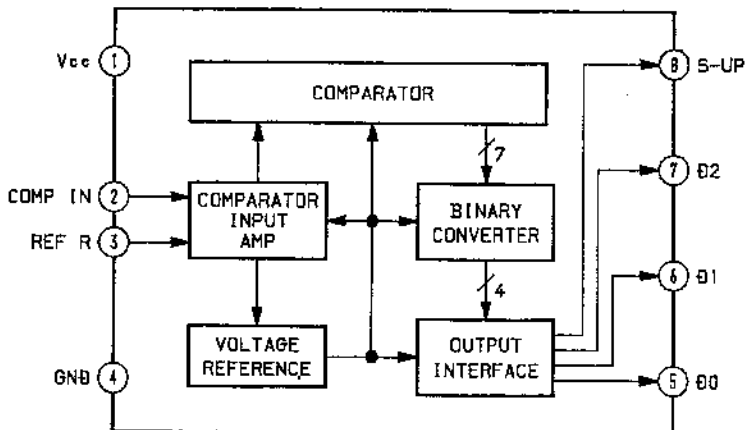 Vcc 1
8 S-UP
COMPARATOR
7
7 D2
COMP IN 2
COMPARATOR
INPUT
AMP
BINARY
CONVERTER
REF R 3
4
6 D1
VOLTAGE
REFERENCE
OUTPUT
INTERFACE
GND 4
5 D0